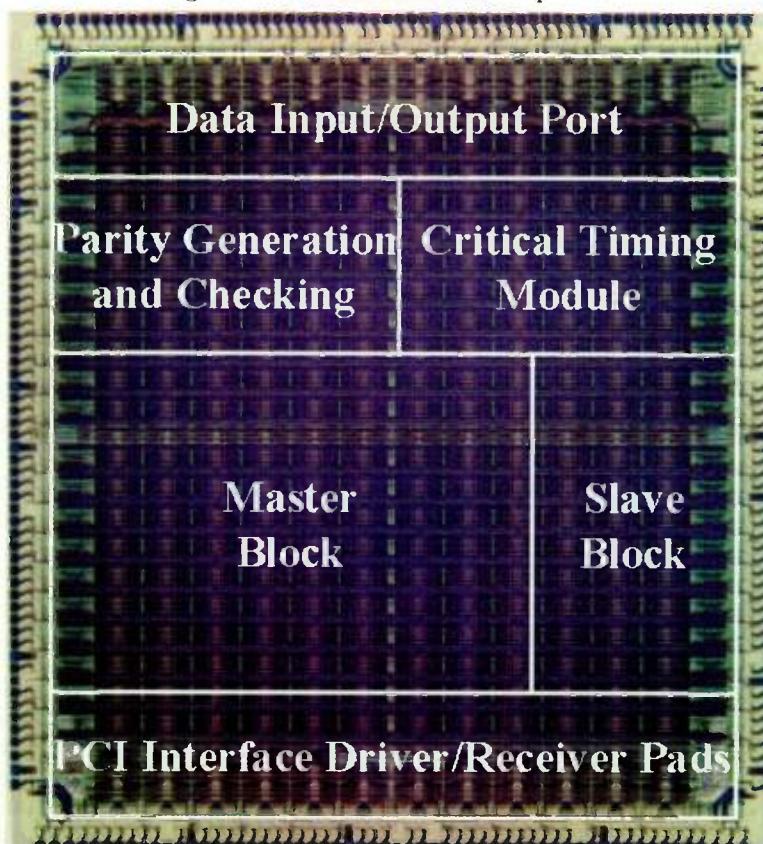 Data Input/Output Port
Parity Generation
and Checking
Critical Timing
Module
Master
Block
Slave
Block
PCI Interface Driver/Receiver Pads